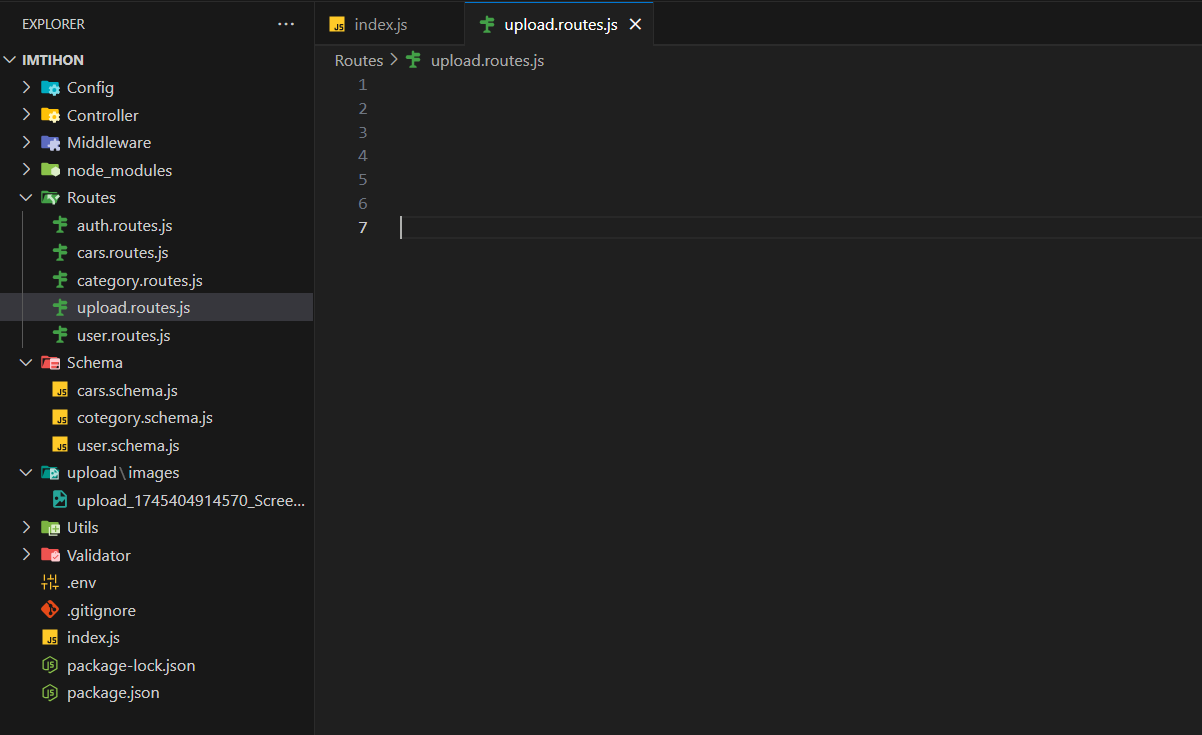 EXPLORER
IMTIHON
Config
Controller
Middleware
node_modules
Routes
auth.routes.js
cars.routes.js
category.routes.js
upload.routes.js
user.routes.js
Schema
cars.schema.js
cotegory.schema.js
user.schema.js
upload\images
upload_1745404914570_Scree...
Utils
Validator
.env
.gitignore
JS index.js
package-lock.json
package.json
JS index.js
upload.routes.js
Routes > upload.routes.js
1
2
3
4
5
6
7